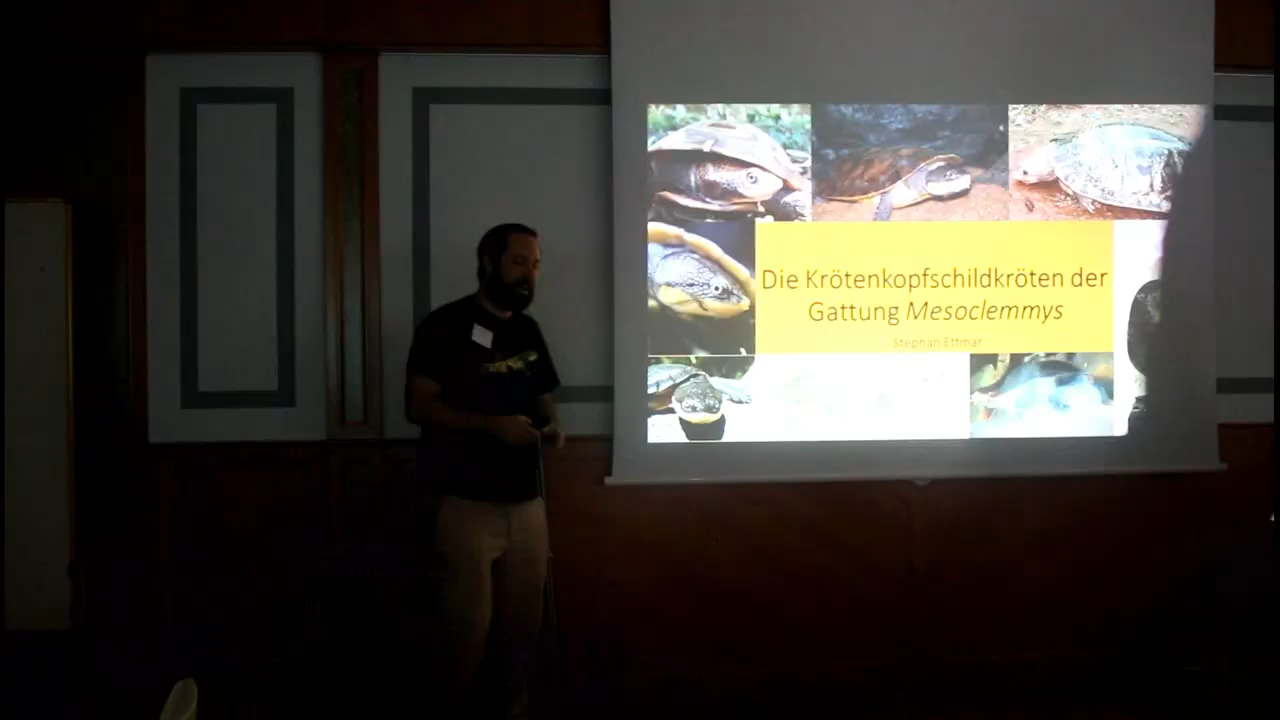 Die Krötenkopfschildkröten der
Gattung Mesoclemmys
Stephan Ettmar